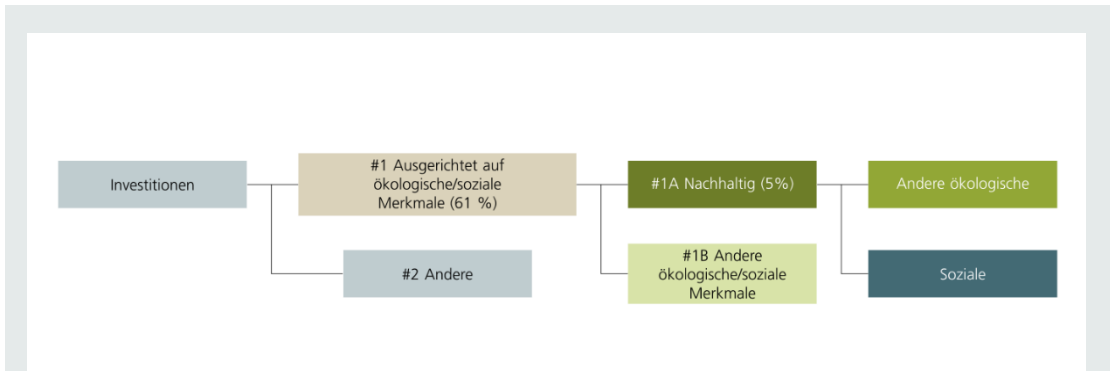 Investitionen
#1 Ausgerichtet auf
ökologische/soziale
Merkmale (61 %)
#2 Andere
#1A Nachhaltig (5%)
#1B Andere
ökologische/soziale
Merkmale
Andere ökologische
Soziale